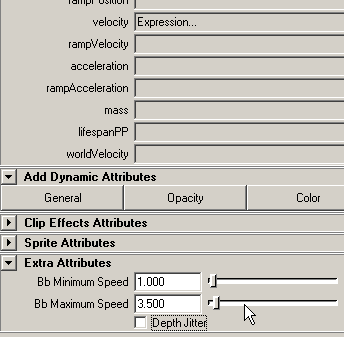 rampPosition
velocity Expression...
rampVelocity
acceleration
rampAcceleration
mass
lifespanPP
worldVelocity
Add Dynamic Attributes
General Opacity Color
Clip Effects Attributes
Sprite Attributes
Extra Attributes
Bb Minimum Speed 1.000
Bb Maximum Speed 3.500
Depth Jitter